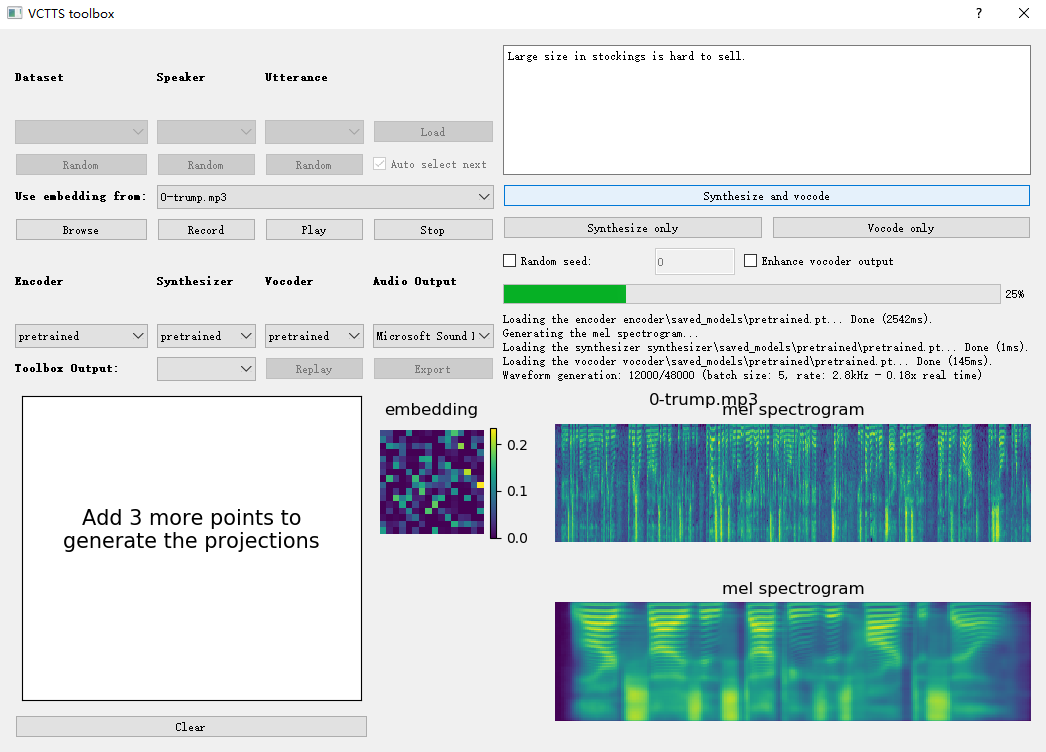 VCTTS toolbox
?
Dataset
Speaker
Utterance
Load
Random
Random
Random
Auto select next
Use embedding from:
0-trump.mp3
Browse
Record
Play
Stop
Encoder
Synthesizer
Vocoder
Audio Output
pretrained
pretrained
pretrained
Microsoft Sound
Toolbox Output:
Replay
Export
Large size in stockings is hard to sell.
Synthesize and vocode
Synthesize only
Vocode only
Random seed:
0
Enhance vocoder output
25%
Loading the encoder encoder\saved_models\pretrained.pt... Done (2542ms).
Generating the mel spectrogram...
Loading the synthesizer synthesizer\saved_models\pretrained\pretrained.pt... Done (1ms).
Loading the vocoder vocoder\saved_models\pretrained\pretrained.pt... Done (145ms).
Waveform generation: 12000/48000 (batch size: 5, rate: 2.8kHz - 0.18x real time)
Add 3 more points to
generate the projections
Clear
embedding
0.2
0.1
0.0
0-trump.mp3
mel spectrogram
mel spectrogram